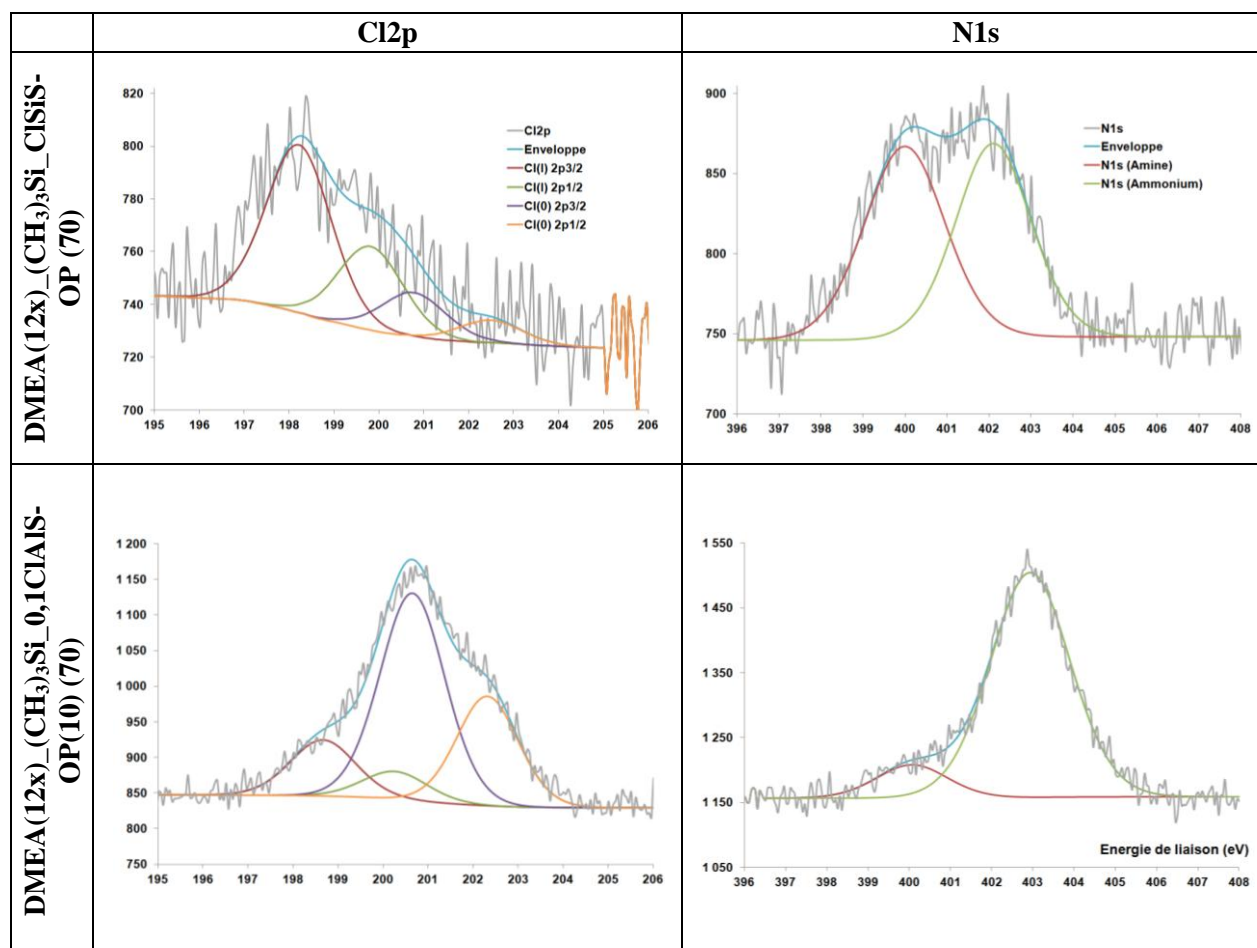 Cl2p
N1s
DMEA(12x)_(CH₃)₃Si_ClSiS-
OP (70)
820
800
780
760
740
720
700
195 196 197 198 199 200 201 202 203 204 205 206
Cl2p
Enveloppe
Cl(I) 2p3/2
Cl(I) 2p1/2
Cl(0) 2p3/2
Cl(0) 2p1/2
900
850
800
750
700
396 397 398 399 400 401 402 403 404 405 406 407 408
N1s
Enveloppe
N1s (Amine)
N1s (Ammonium)
DMEA(12x)_(CH₃)₃Si_0,1ClAlS-
OP(10) (70)
1 200
1 150
1 100
1 050
1 000
950
900
850
800
750
195 196 197 198 199 200 201 202 203 204 205 206
1 550
1 450
1 350
1 250
1 150
1 050
Energie de liaison (eV)
396 397 398 399 400 401 402 403 404 405 406 407 408